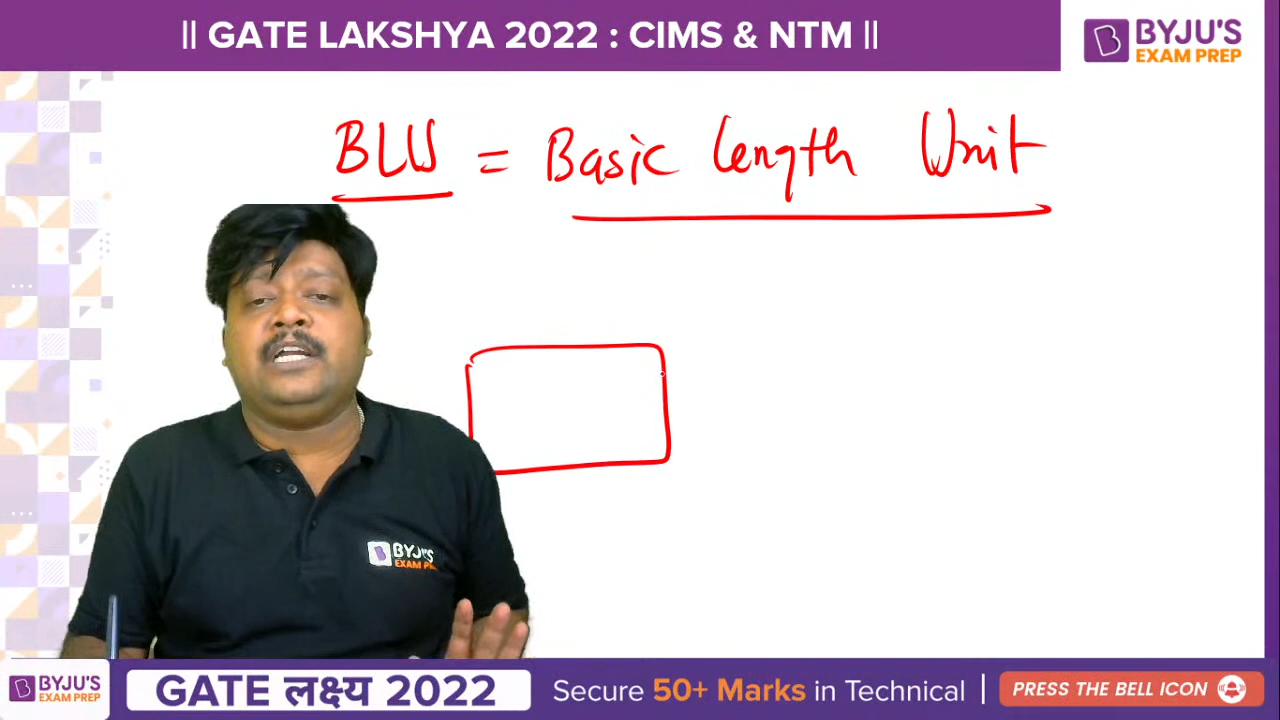 || GATE LAKSHYA 2022 : CIMS & NTM ||
BYJU'S
EXAM PREP
BLU = Basic Length Unit
BYJU'S
EXAM PREP
BYJU'S
EXAM PREP
GATE लक्ष्य 2022
Secure 50+ Marks in Technical
PRESS THE BELL ICON